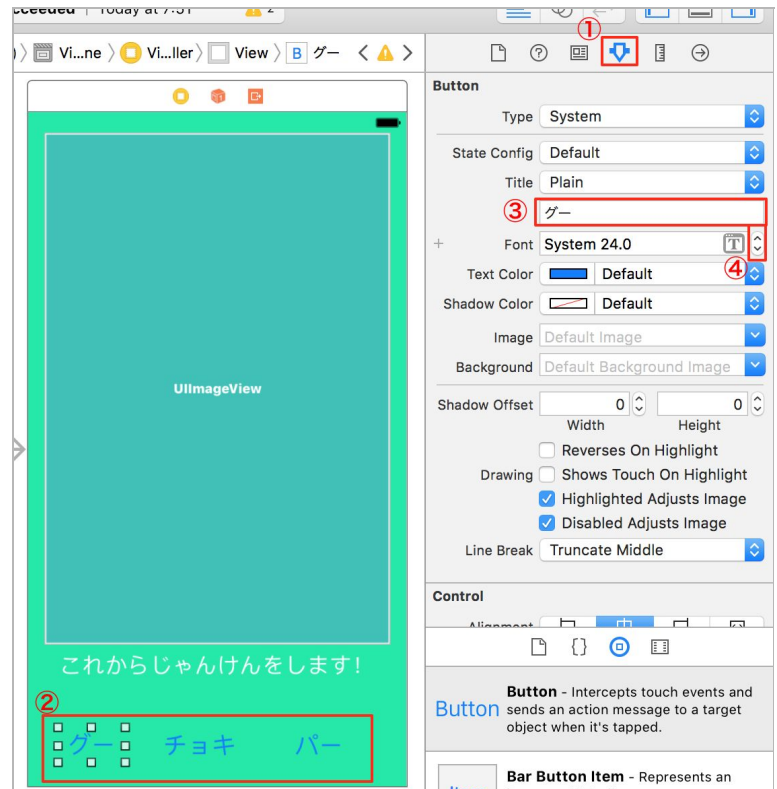 Today at 7:51
2
Vi...ne 〉 Vi...ller 〉 View 〉 B グー
①
UIImageView
これからじゃんけんをします!
②
グー チョキ パー
Button
Type System
State Config Default
Title Plain
③ グー
+ Font System 24.0 T
④
Text Color Default
Shadow Color Default
Image Default Image
Background Default Background Image
Shadow Offset 0 0
Width Height
Reverses On Highlight
Drawing Shows Touch On Highlight
Highlighted Adjusts Image
Disabled Adjusts Image
Line Break Truncate Middle
Control
Alignment
{}
Button
Button - Intercepts touch events and
sends an action message to a target
object when it's tapped.
Bar Button Item - Represents an